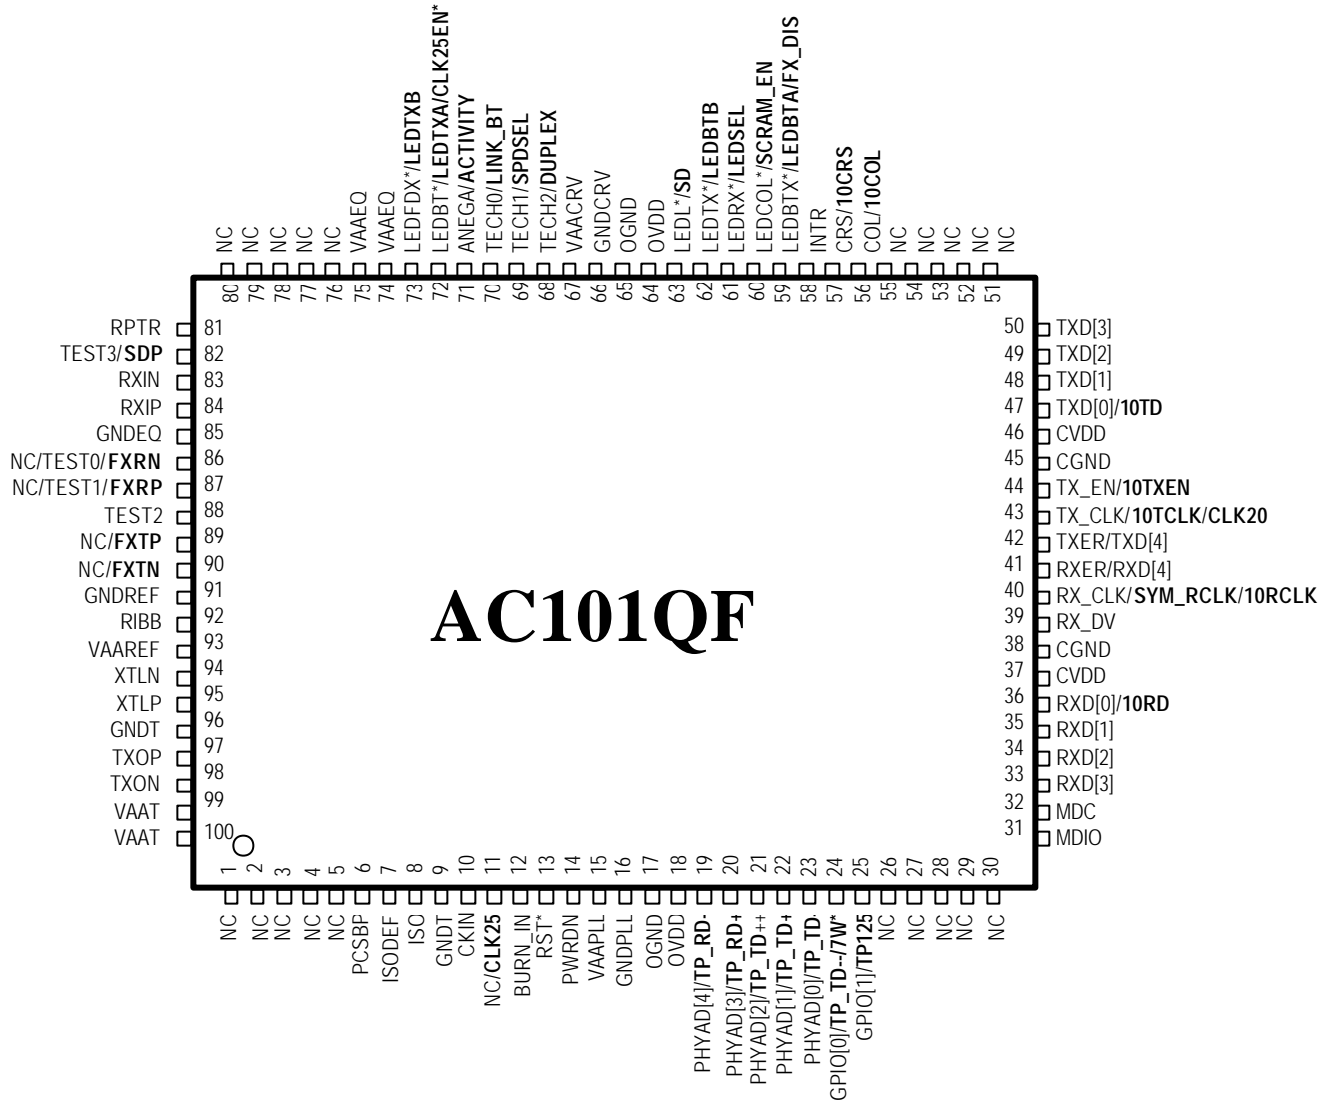 NC
NC
NC
NC
NC
VAAEQ
VAAEQ
LEDFDX*/LEDTXB
LEDBT*/LEDTXA/CLK25EN*
ANEGA/ACTIVITY
TECH0/LINK_BT
TECH1/SPDSEL
TECH2/DUPLEX
VAACRV
GNDCRV
OGND
OVDD
LEDL*/SD
LEDTX*/LEDBTB
LEDRX*/LEDSEL
LEDCOL*/SCRAM_EN
LEDBTX*/LEDBTA/FX_DIS
INTR
CRS/10CRS
COL/10COL
NC
NC
NC
NC
NC
80
79
78
77
76
75
74
73
72
71
70
69
68
67
66
65
64
63
62
61
60
59
58
57
56
55
54
53
52
51
RPTR 81
TEST3/SDP 82
RXIN 83
RXIP 84
GNDEQ 85
NC/TEST0/FXRN 86
NC/TEST1/FXRP 87
TEST2 88
NC/FXTP 89
NC/FXTN 90
GNDREF 91
RIBB 92
VAAREF 93
XTLN 94
XTLP 95
GNDT 96
TXOP 97
TXON 98
VAAT 99
VAAT 100
AC101QF
50 TXD[3]
49 TXD[2]
48 TXD[1]
47 TXD[0]/10TD
46 CVDD
45 CGND
44 TX_EN/10TXEN
43 TX_CLK/10TCLK/CLK20
42 TXER/TXD[4]
41 RXER/RXD[4]
40 RX_CLK/SYM_RCLK/10RCLK
39 RX_DV
38 CGND
37 CVDD
36 RXD[0]/10RD
35 RXD[1]
34 RXD[2]
33 RXD[3]
32 MDC
31 MDIO
1
2
3
4
5
6
7
8
9
10
11
12
13
14
15
16
17
18
19
20
21
22
23
24
25
26
27
28
29
30
NC
NC
NC
NC
NC
PCSBP
ISODEF
ISO
GNDT
CKIN
NC/CLK25
BURN_IN
RST*
PWRDN
VAAPLL
GNDPLL
OGND
OVDD
PHYAD[4]/TP_RD-
PHYAD[3]/TP_RD+
PHYAD[2]/TP_TD++
PHYAD[1]/TP_TD+
PHYAD[0]/TP_TD-
GPIO[0]/TP_TD--/7W*
GPIO[1]/TP125
NC
NC
NC
NC
NC